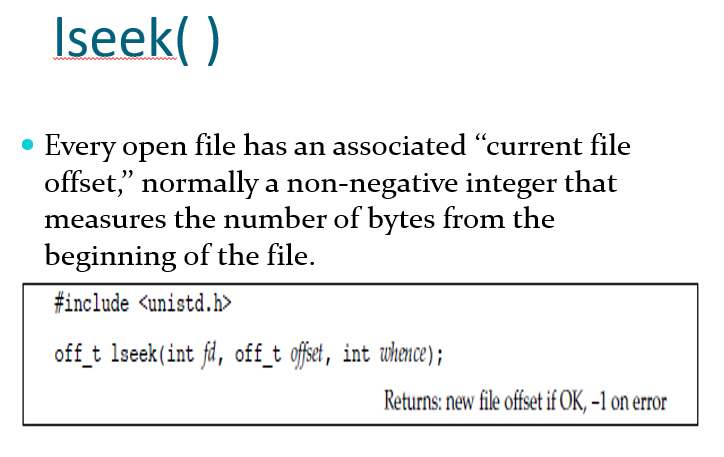 lseek( )
Every open file has an associated “current file
offset,” normally a non-negative integer that
measures the number of bytes from the
beginning of the file.
#include <unistd.h>
off_t lseek(int fd, off_t offset, int whence);
Returns: new file offset if OK, –1 on error